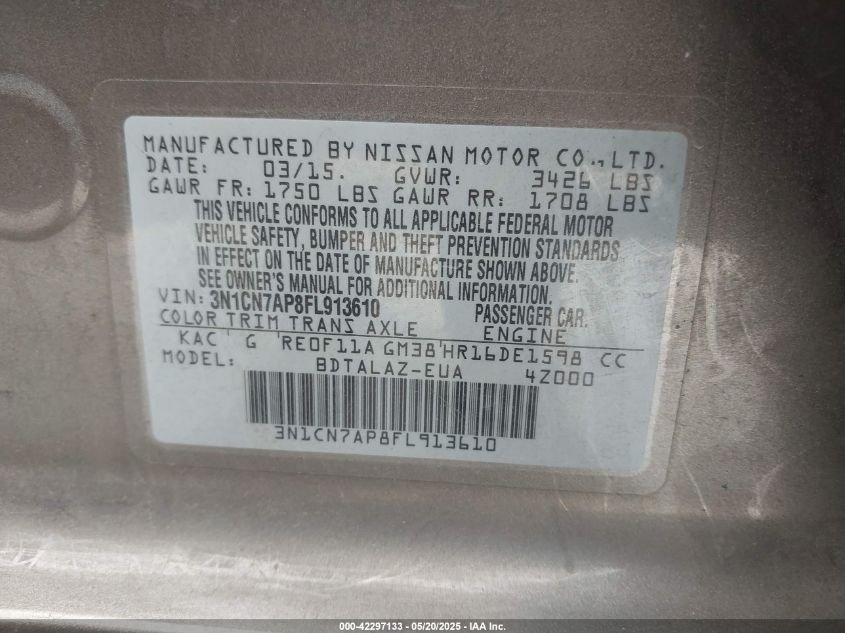 MANUFACTURED BY NISSAN MOTOR CO., LTD.
DATE: 03/15. GVWR: 3426 LBS
GAWR FR: 1750 LBS GAWR RR: 1708 LBS
THIS VEHICLE CONFORMS TO ALL APPLICABLE FEDERAL MOTOR
VEHICLE SAFETY, BUMPER AND THEFT PREVENTION STANDARDS
IN EFFECT ON THE DATE OF MANUFACTURE SHOWN ABOVE.
SEE OWNER'S MANUAL FOR ADDITIONAL INFORMATION.
VIN: 3N1CN7AP8FL913610 PASSENGER CAR.
COLOR TRIM TRANS AXLE ENGINE
KAC G RE0F11A GM38 HR16DE1598 CC
MODEL: BDTALAZ-EUA 4Z000
3N1CN7AP8FL913610
000-42297133 - 05/20/2025 - IAA Inc.